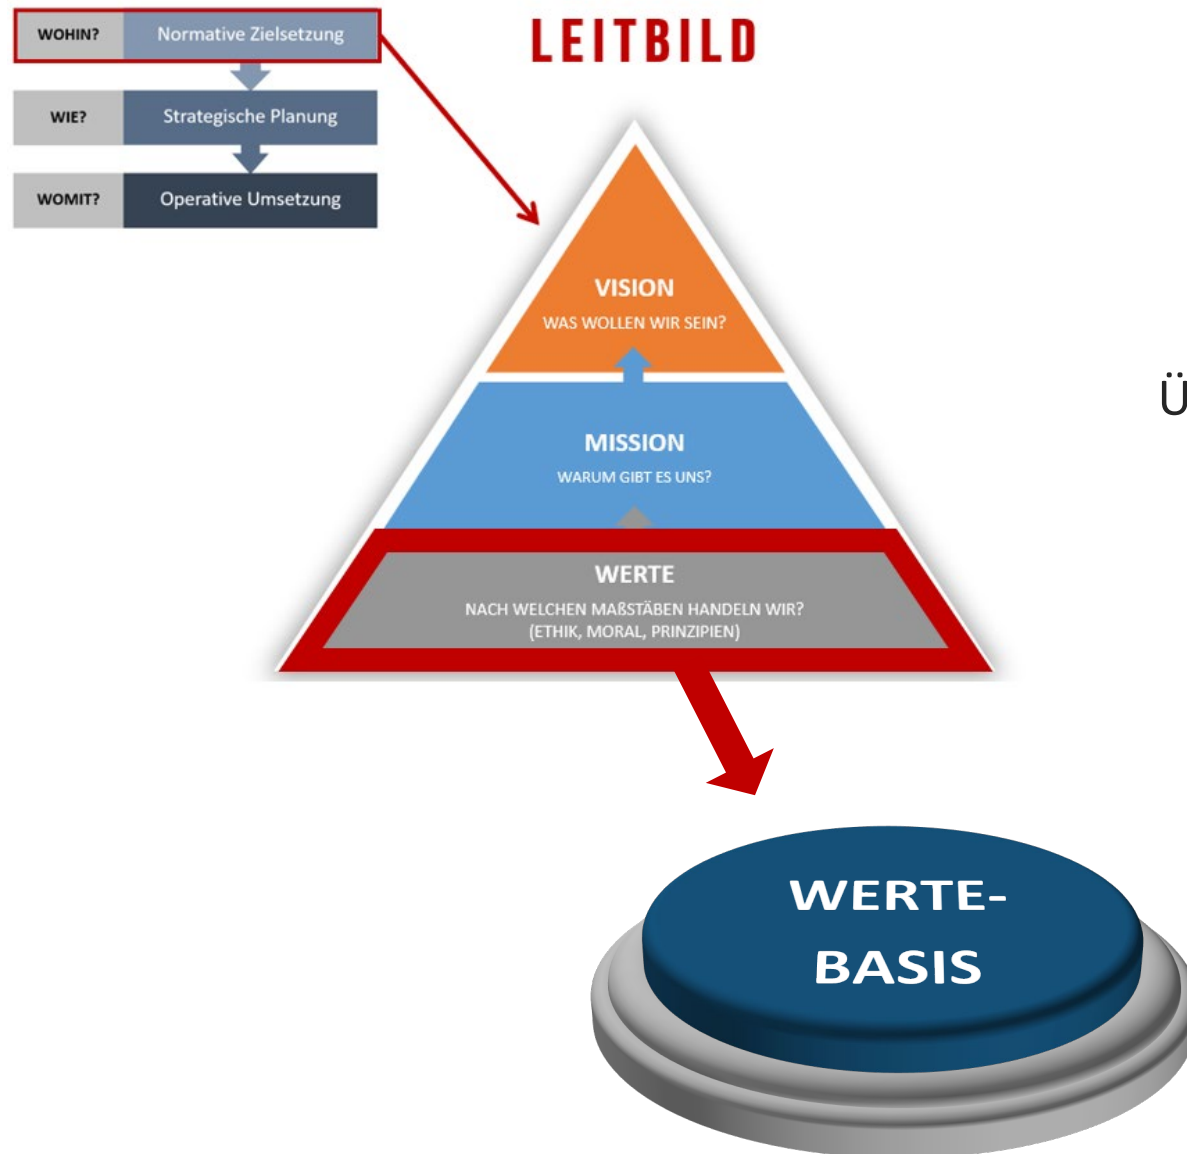 WOHIN? Normative Zielsetzung
WIE? Strategische Planung
WOMIT? Operative Umsetzung
LEITBILD
VISION
WAS WOLLEN WIR SEIN?
MISSION
WARUM GIBT ES UNS?
WERTE
NACH WELCHEN MAßSTÄBEN HANDELN WIR?
(ETHIK, MORAL, PRINZIPIEN)
Ü
WERTE-
BASIS